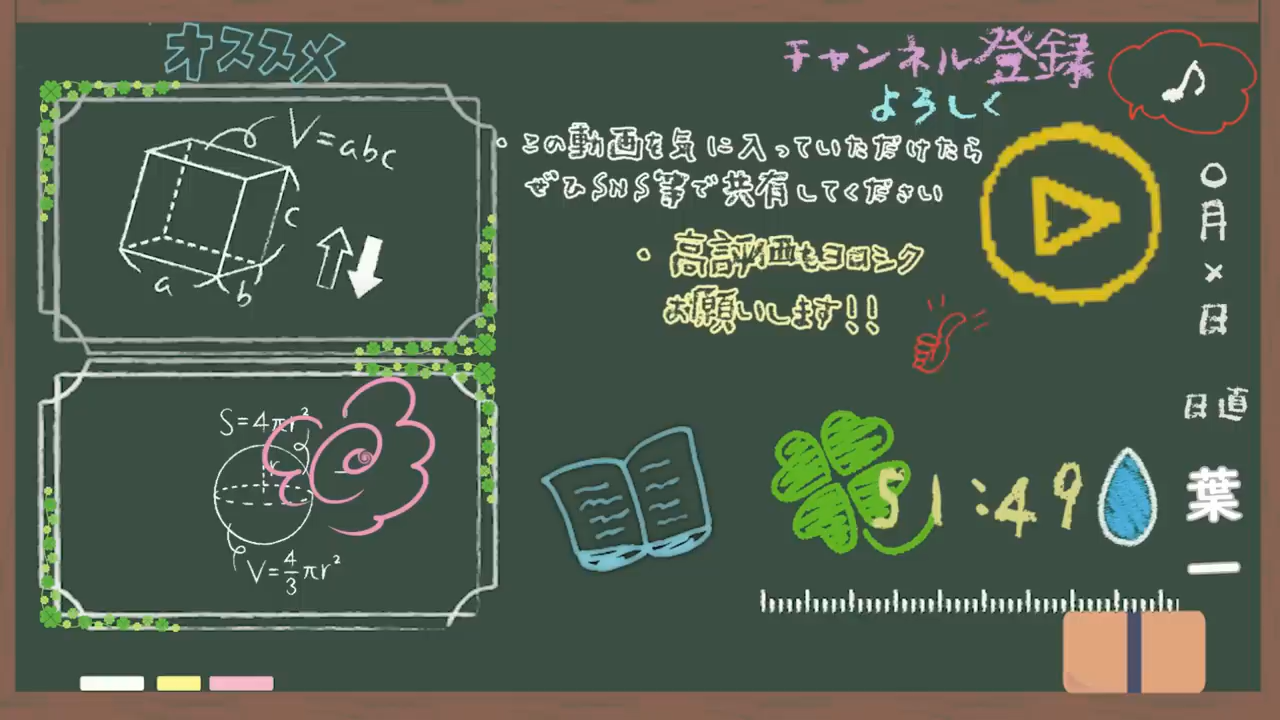 オススメ
V=abc
c
a
b
S=4πr²
r
V=4/3πr²
チャンネル登録
よろしく
・この動画を気に入っていただけたら
ぜひSNS等で共有してください
・高評価もヨロシク
お願いします!!
51:49
〇月×日
日直
葉一